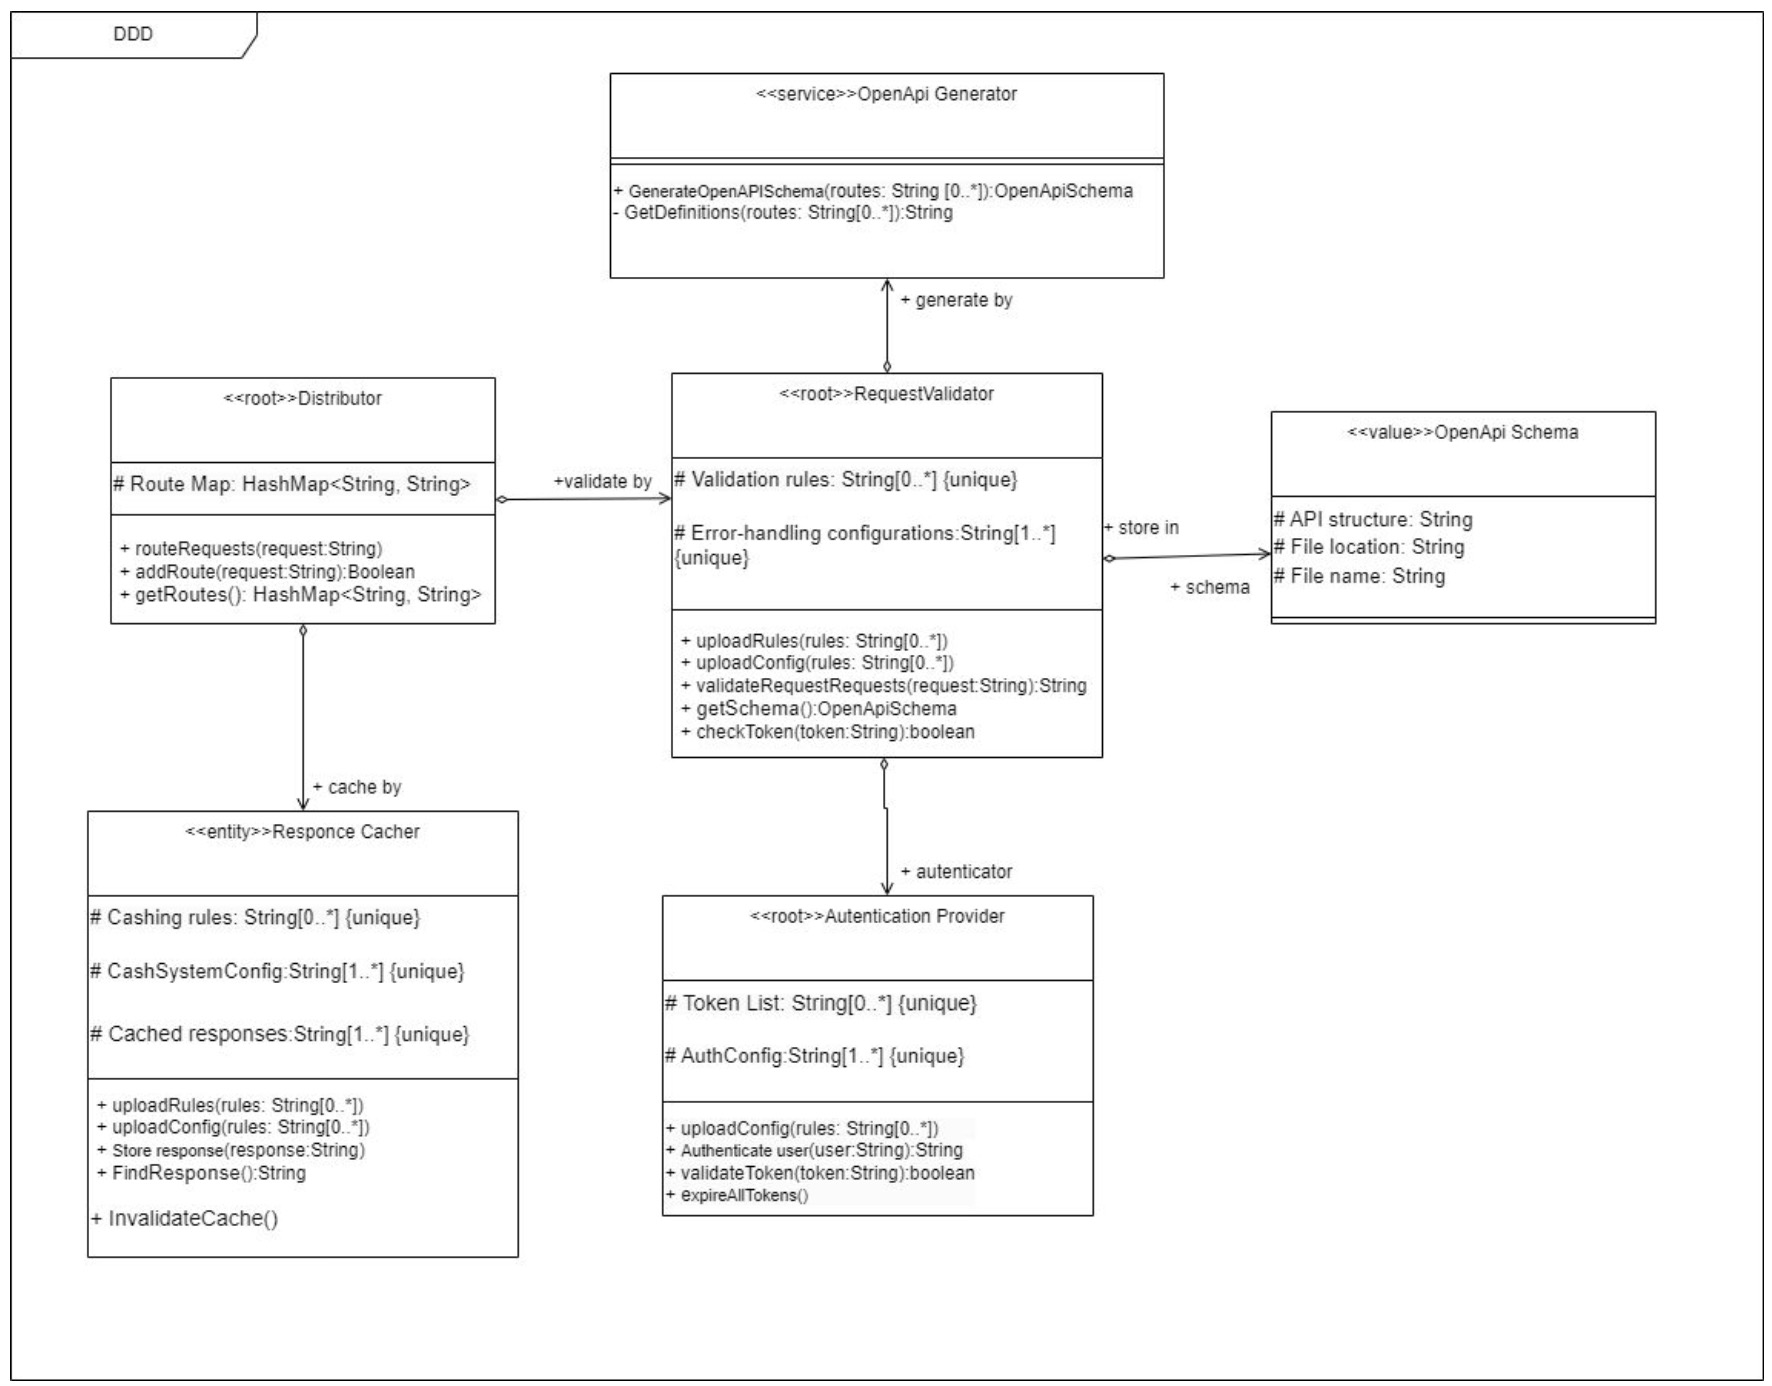 DDD
<<service>>OpenApi Generator
+ GenerateOpenAPISchema(routes: String [0..*]):OpenApiSchema
- GetDefinitions(routes: String[0..*]):String
+ generate by
<<root>>Distributor
# Route Map: HashMap<String, String>
+ routeRequests(request:String)
+ addRoute(request:String):Boolean
+ getRoutes(): HashMap<String, String>
+validate by
<<root>>RequestValidator
# Validation rules: String[0..*] {unique}
# Error-handling configurations:String[1..*]
{unique}
+ uploadRules(rules: String[0..*])
+ uploadConfig(rules: String[0..*])
+ validateRequestRequests(request:String):String
+ getSchema():OpenApiSchema
+ checkToken(token:String):boolean
+ store in
+ schema
<<value>>OpenApi Schema
# API structure: String
# File location: String
# File name: String
+ cache by
<<entity>>Responce Cacher
# Cashing rules: String[0..*] {unique}
# CashSystemConfig:String[1..*] {unique}
# Cached responses:String[1..*] {unique}
+ uploadRules(rules: String[0..*])
+ uploadConfig(rules: String[0..*])
+ Store response(response:String)
+ FindResponse():String
+ InvalidateCache()
+ autenticator
<<root>>Autentication Provider
# Token List: String[0..*] {unique}
# AuthConfig:String[1..*] {unique}
+ uploadConfig(rules: String[0..*])
+ Authenticate user(user:String):String
+ validateToken(token:String):boolean
+ expireAllTokens()